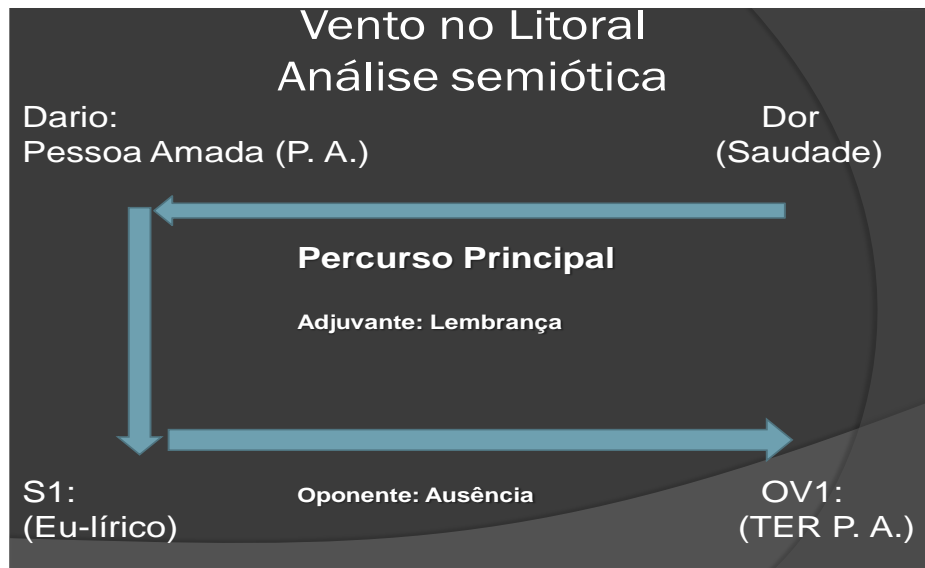 Vento no Litoral
Análise semiótica
Dario:
Pessoa Amada (P. A.)
Dor
(Saudade)
Percurso Principal
Adjuvante: Lembrança
S1:
(Eu-lírico)
Oponente: Ausência
OV1:
(TER P. A.)